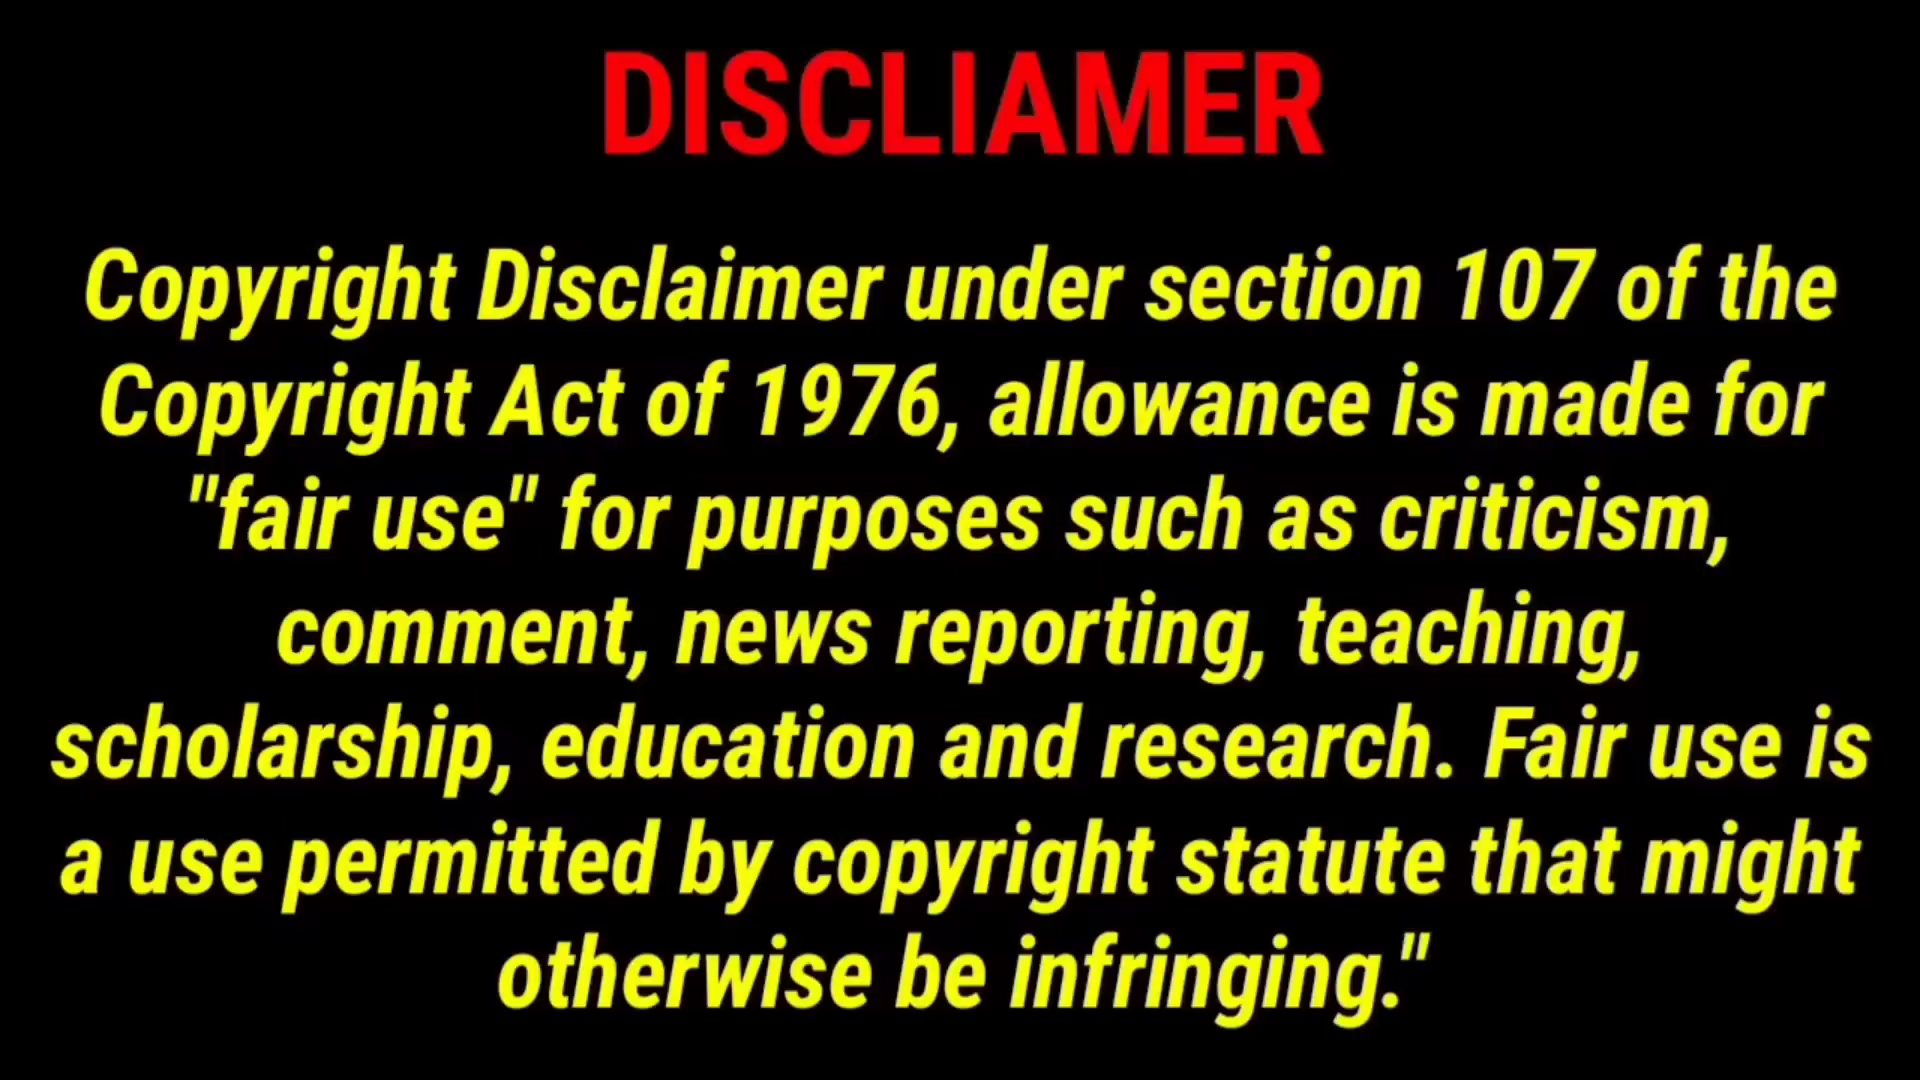 DISCLIAMER
Copyright Disclaimer under section 107 of the
Copyright Act of 1976, allowance is made for
"fair use" for purposes such as criticism,
comment, news reporting, teaching,
scholarship, education and research. Fair use is
a use permitted by copyright statute that might
otherwise be infringing."